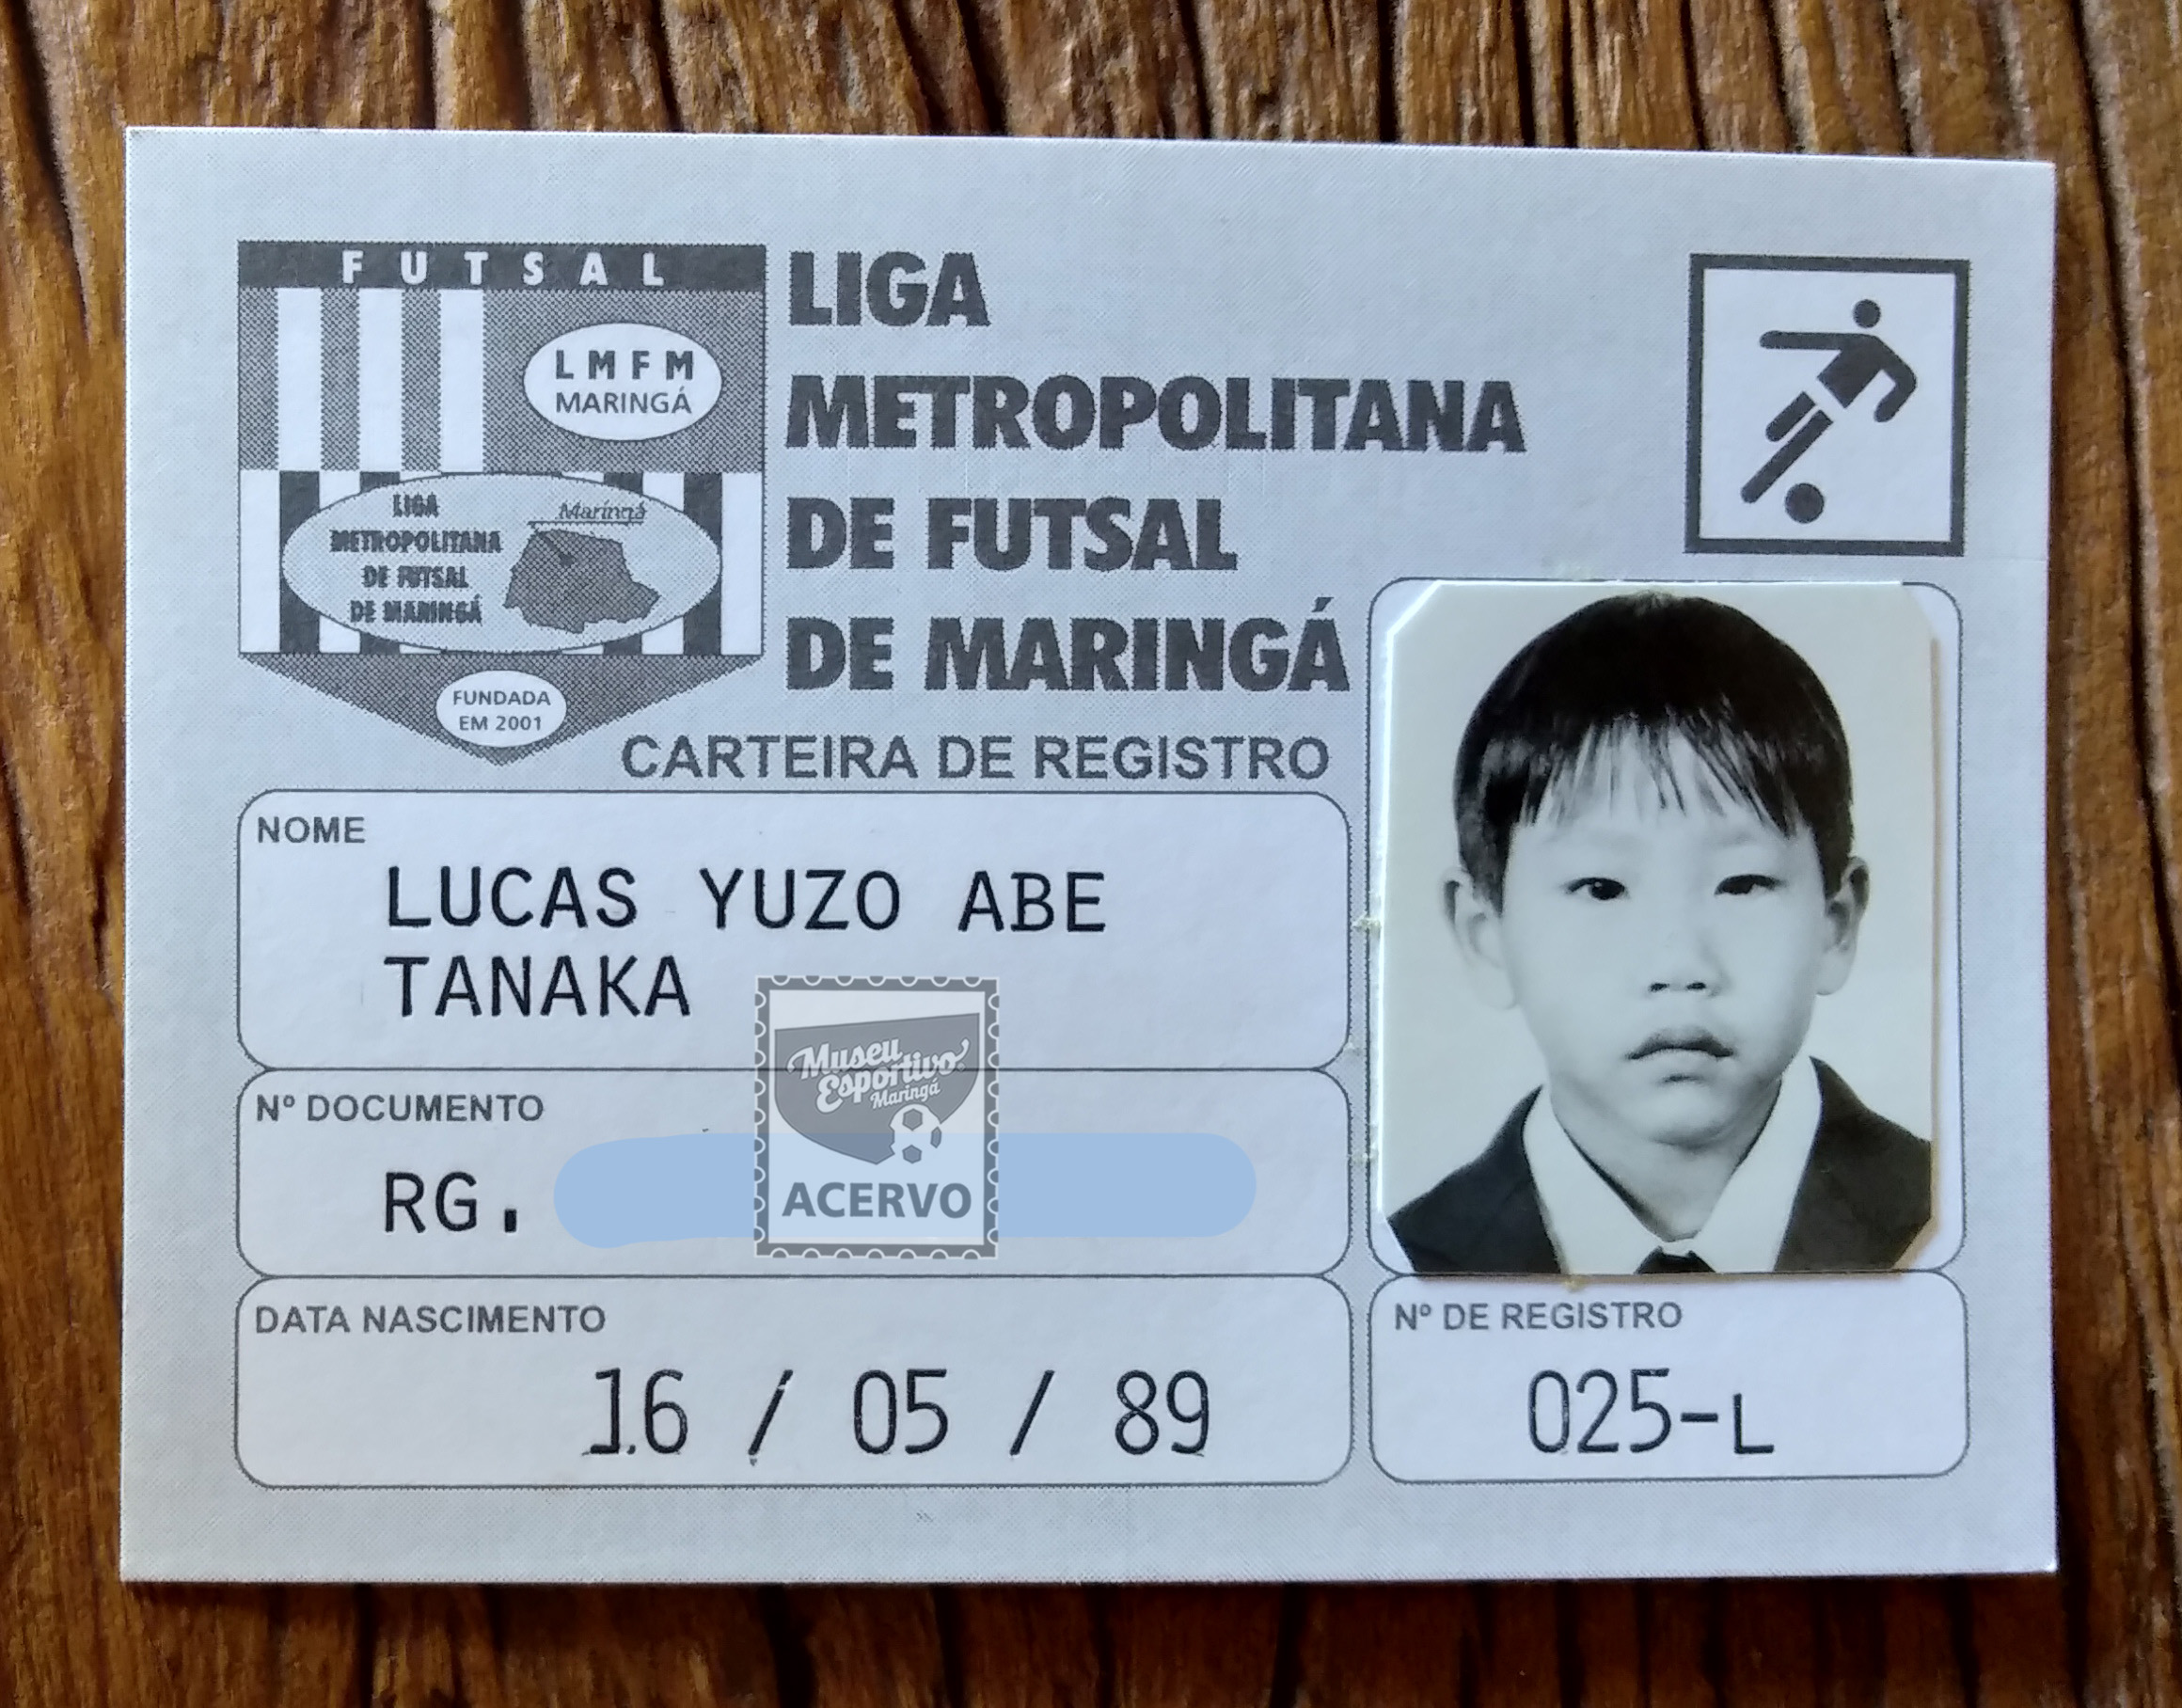 FUTSAL
LMFM
MARINGÁ
LIGA
METROPOLITANA
DE FUTSAL
DE MARINGÁ
Maringá
FUNDADA
EM 2001
LIGA
METROPOLITANA
DE FUTSAL
DE MARINGÁ
CARTEIRA DE REGISTRO
NOME
LUCAS YUZO ABE
TANAKA
Nº DOCUMENTO
RG.
Museu
Esportivo
Maringá
ACERVO
DATA NASCIMENTO
16 / 05 / 89
Nº DE REGISTRO
025-L